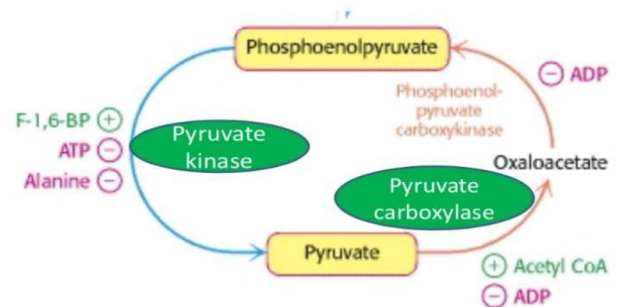 Phosphoenolpyruvate
⊖ ADP
Phosphoenol-
pyruvate
carboxykinase
F-1,6-BP ⊕
ATP ⊖
Alanine ⊖
Pyruvate
kinase
Oxaloacetate
Pyruvate
carboxylase
Pyruvate
⊕ Acetyl CoA
⊖ ADP